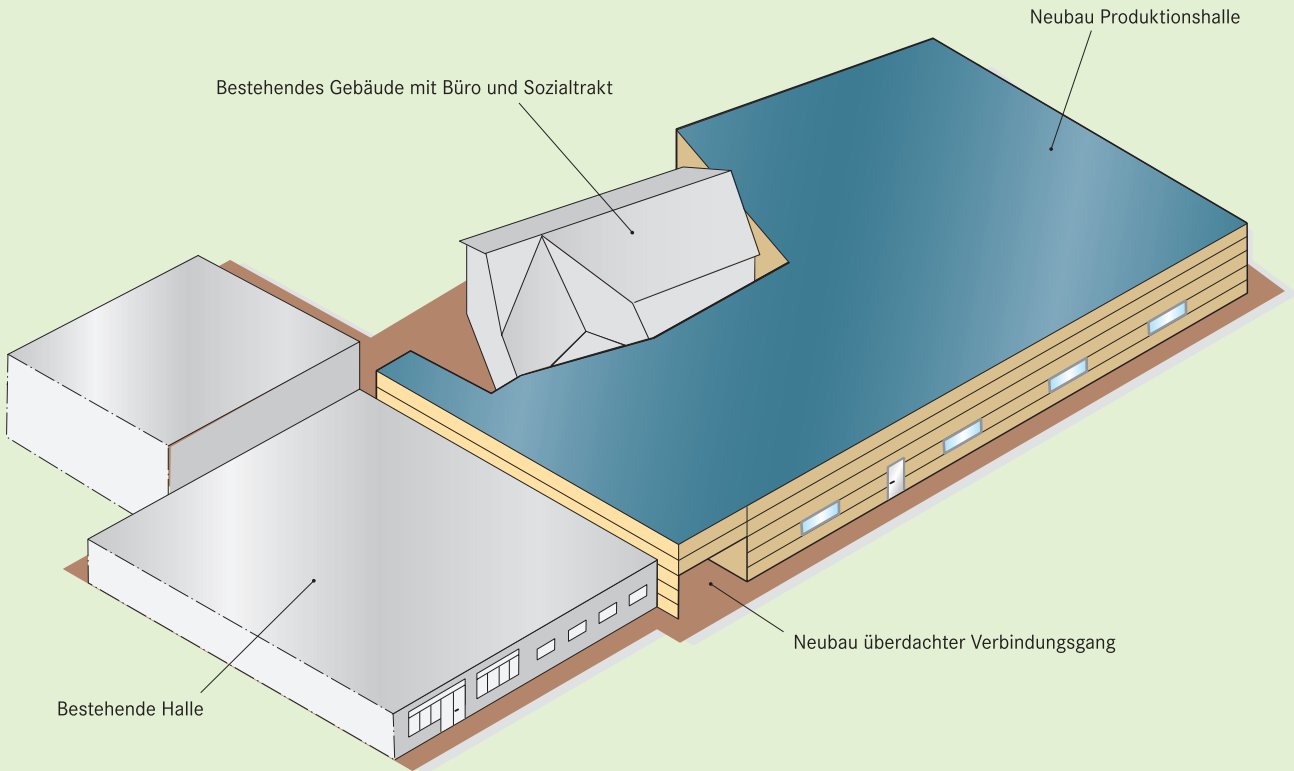 Neubau Produktionshalle
Bestehendes Gebäude mit Büro und Sozialtrakt
Neubau überdachter Verbindungsgang
Bestehende Halle